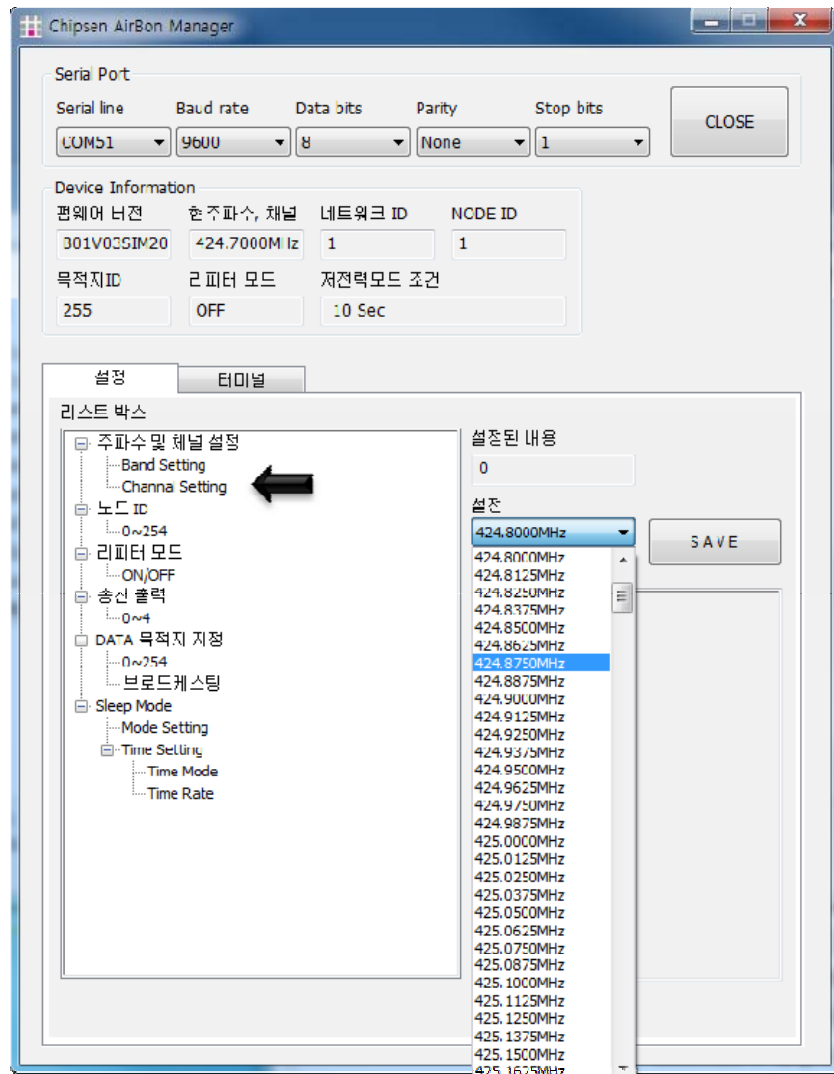 Chipsen AirBon Manager
Serial Port
Serial line Baud rate Data bits Parity Stop bits
COM51 9600 8 None 1 CLOSE
Device Information
펌웨어 버전 현주파수, 채널 네트워크 ID NODE ID
424.7000MHz 1 1
목적지ID 리피터 모드 저전력모드 조건
255 OFF 10 Sec
설정 터미널
리스트 박스
주파수 및 채널 설정
Band Setting
Channal Setting
노드 ID
0~254
리피터 모드
ON/OFF
송신 출력
0~4
DATA 목적지 지정
0~254
브로드케스팅
Sleep Mode
Mode Setting
Time Setting
Time Mode
Time Rate
설정된 내용
0
설정
424.8000MHz SAVE
424.8000MHz
424.8125MHz
424.8250MHz
424.8375MHz
424.8500MHz
424.8625MHz
424.8750MHz
424.8875MHz
424.9000MHz
424.9125MHz
424.9250MHz
424.9375MHz
424.9500MHz
424.9625MHz
424.9750MHz
424.9875MHz
425.0000MHz
425.0125MHz
425.0250MHz
425.0375MHz
425.0500MHz
425.0625MHz
425.0750MHz
425.0875MHz
425.1000MHz
425.1125MHz
425.1250MHz
425.1375MHz
425.1500MHz
425.1625MHz